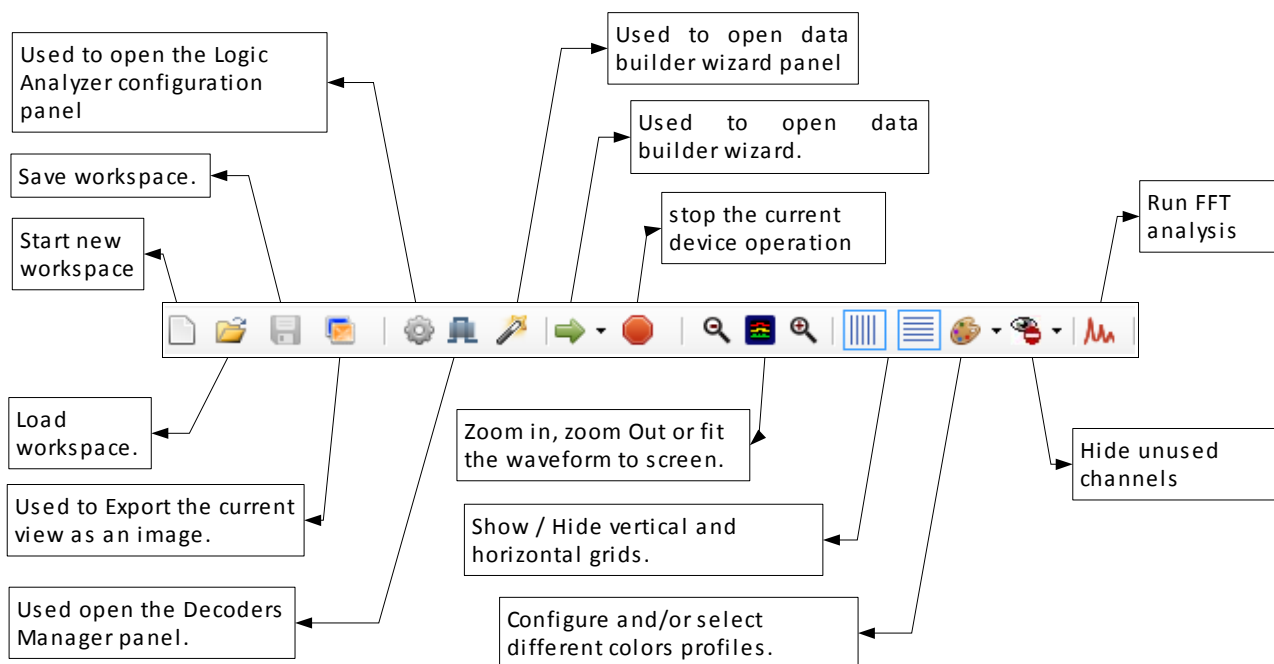 Used to open the Logic
Analyzer configuration
panel
Used to open data
builder wizard panel
Used to open data
builder wizard.
Save workspace.
Start new
workspace
stop the current
device operation
Run FFT
analysis
Load
workspace.
Zoom in, zoom Out or fit
the waveform to screen.
Hide unused
channels
Used to Export the current
view as an image.
Show / Hide vertical and
horizontal grids.
Used open the Decoders
Manager panel.
Configure and/or select
different colors profiles.